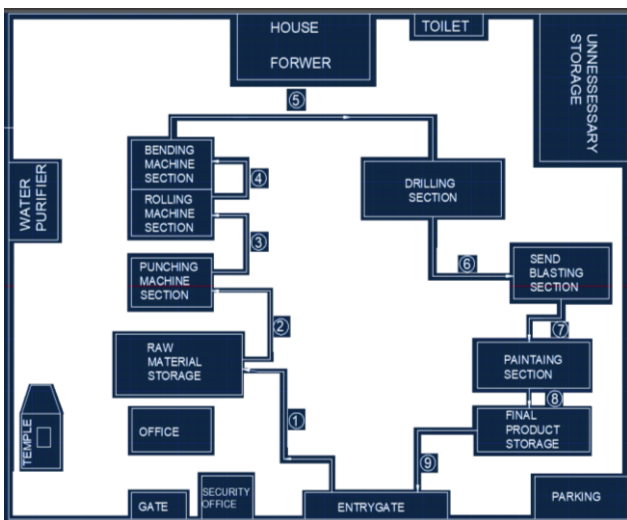 HOUSE
FORWER
TOILET
UNNESSESSARY
STORAGE
⑤
BENDING
MACHINE
SECTION
④
ROLLING
MACHINE
SECTION
DRILLING
SECTION
WATER
PURIFIER
③
PUNCHING
MACHINE
SECTION
⑥
SEND
BLASTING
SECTION
②
⑦
RAW
MATERIAL
STORAGE
PAINTAING
SECTION
①
⑧
TEMPLE
OFFICE
FINAL
PRODUCT
STORAGE
⑨
GATE
SECURITY
OFFICE
ENTRYGATE
PARKING